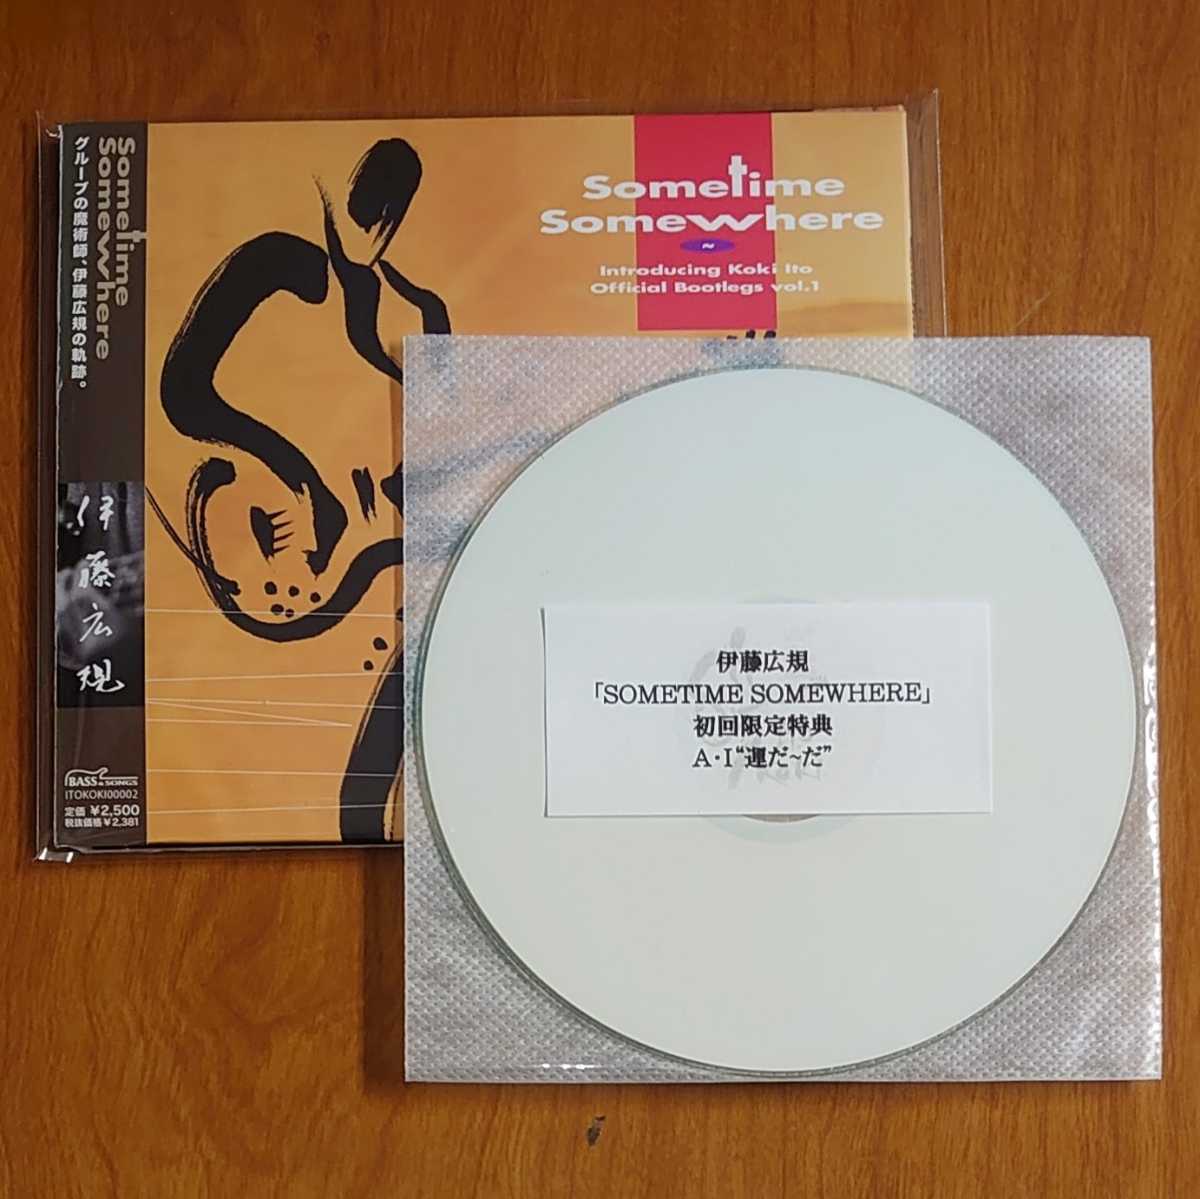 Sometime
Somewhere
グルーブの魔術師、伊藤広規の軌跡。
伊藤広規
BASS & SONGS
ITOKOKI00002
定価 ¥2,500
税抜価格 ¥2,381
Sometime
Somewhere
~
Introducing Koki Ito
Official Bootlegs vol.1
伊藤広規
「SOMETIME SOMEWHERE」
初回限定特典
A・I“運だ~だ”